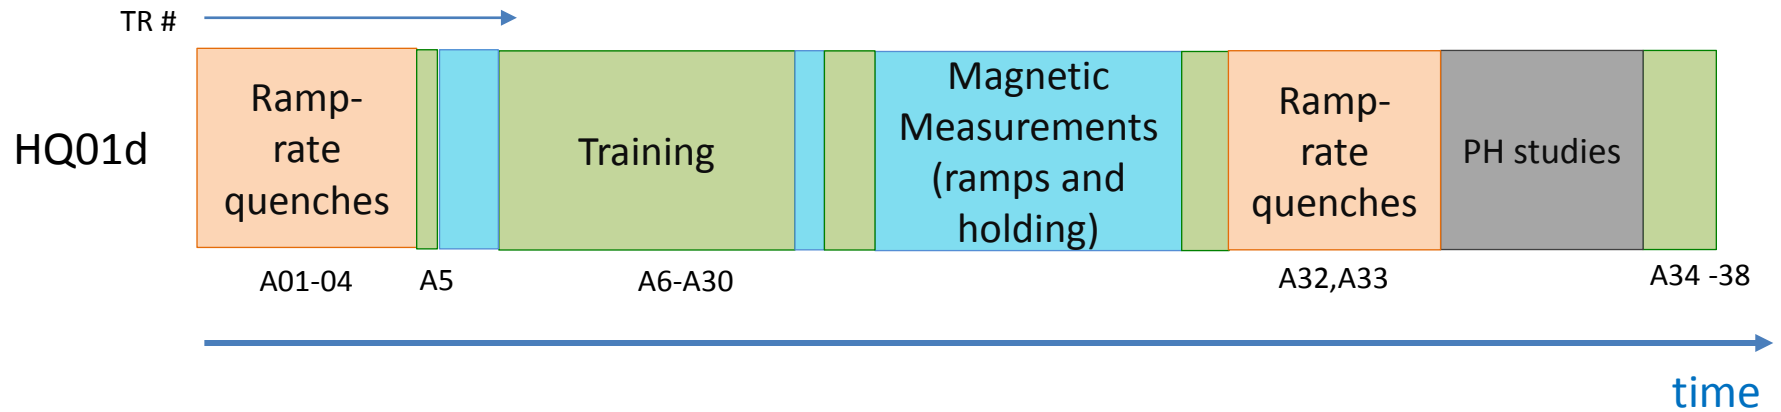 TR #
HQ01d
Ramp-
rate
quenches
Training
Magnetic
Measurements
(ramps and
holding)
Ramp-
rate
quenches
PH studies
A01-04
A5
A6-A30
A32,A33
A34 -38
time